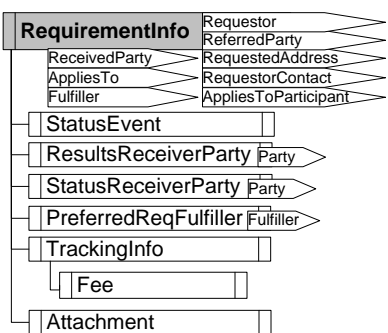 RequirementInfo
Requestor
ReferredParty
ReceivedParty
RequestedAddress
AppliesTo
RequestorContact
Fulfiller
AppliesToParticipant
StatusEvent
ResultsReceiverParty Party
StatusReceiverParty Party
PreferredReqFulfiller Fulfiller
TrackingInfo
Fee
Attachment